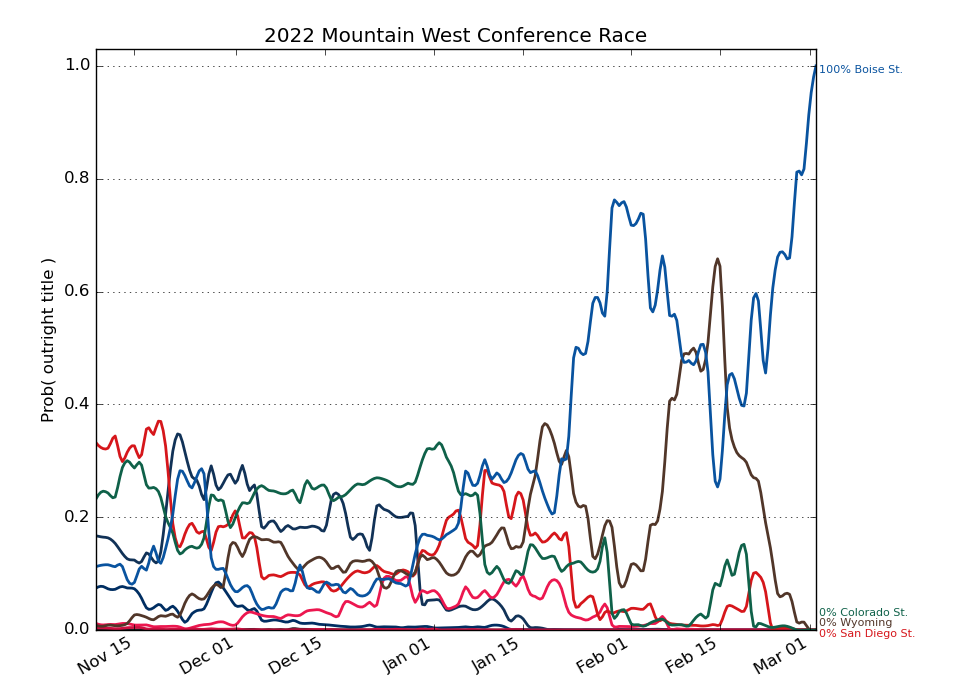 2022 Mountain West Conference Race
1.0
0.8
0.6
0.4
0.2
0.0
Prob( outright title )
100% Boise St.
0% Colorado St.
0% Wyoming
0% San Diego St.
Nov 15
Dec 01
Dec 15
Jan 01
Jan 15
Feb 01
Feb 15
Mar 01